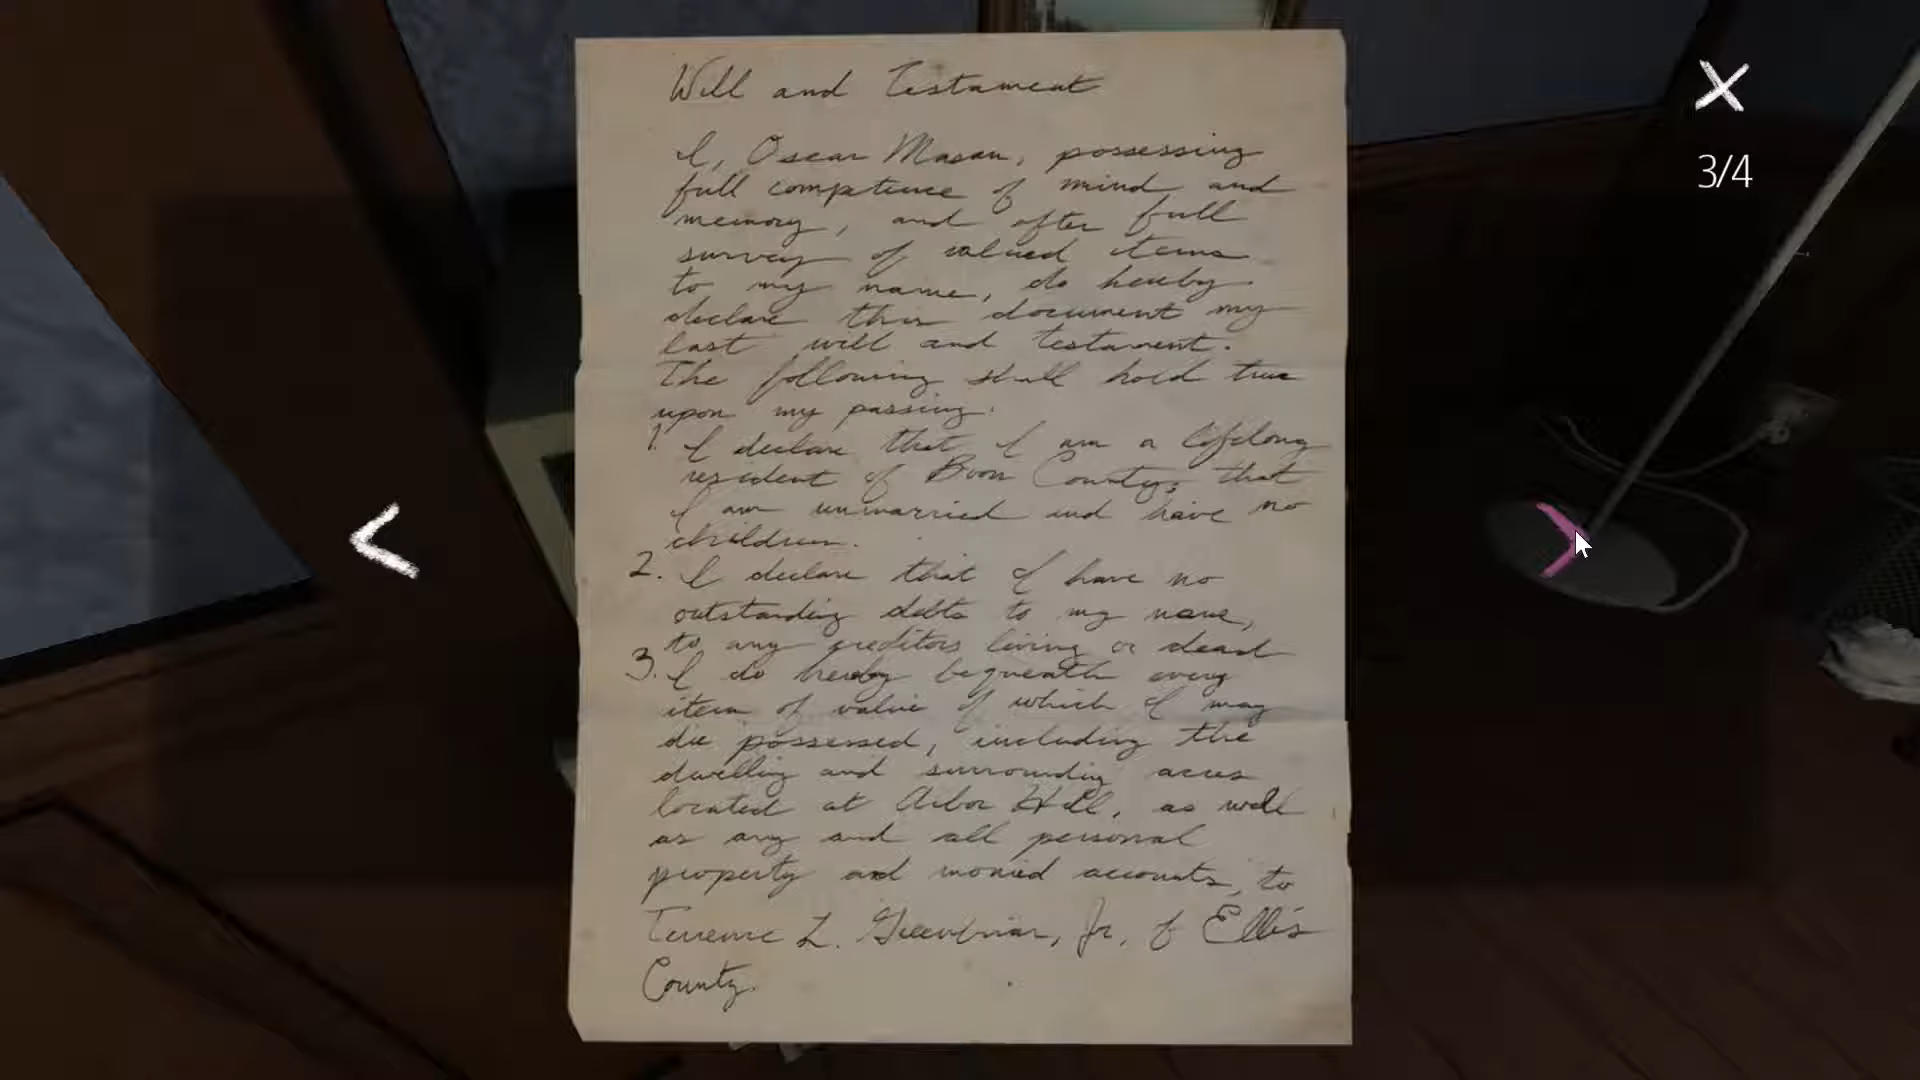 Will and Testament
3/4
I, Oscar Mason, possessing
full competence of mind and
memory, and after full
survey of valued items
to my name, do hereby
declare this document my
last will and testament.
The following shall hold true
upon my passing.
1. I declare that I am a lifelong
resident of Boon County, that
I am unmarried and have no
children.
2. I declare that I have no
outstanding debts to my name,
to any creditors living or dead
3. I do hereby bequeath every
item of value of which I may
die possessed, including the
dwelling and surrounding acres
located at Arbor Hill, as well
as any and all personal
property and monied accounts, to
Terrence L. Greenbriar, Jr. of Ellis
County.